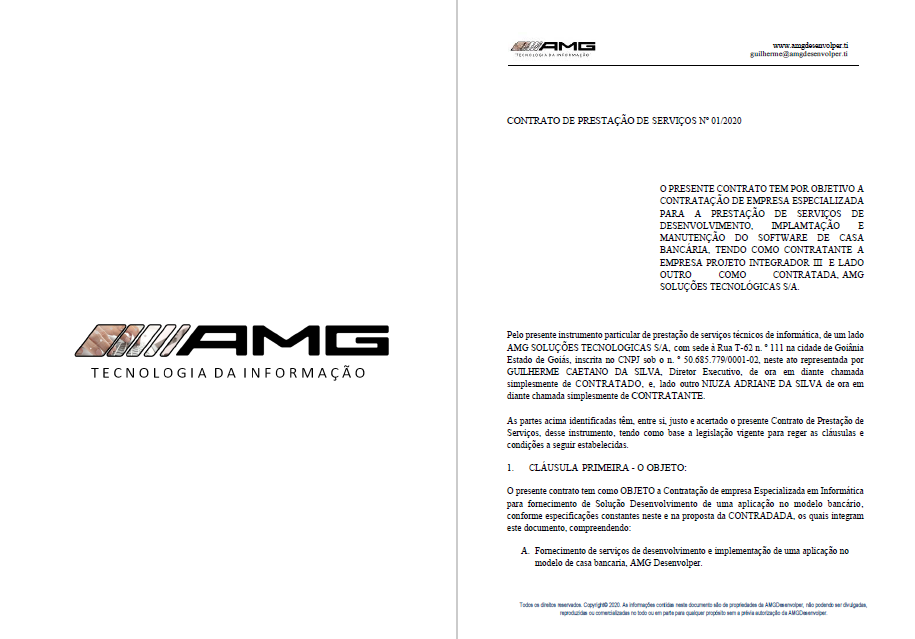 AMG
TECNOLOGIA DA INFORMAÇÃO
AMG
TECNOLOGIA DA INFORMAÇÃO
www.amgdesenvolper.ti
guilherme@amgdesenvolper.ti
CONTRATO DE PRESTAÇÃO DE SERVIÇOS Nº 01/2020
O PRESENTE CONTRATO TEM POR OBJETIVO A
CONTRATAÇÃO DE EMPRESA ESPECIALIZADA
PARA A PRESTAÇÃO DE SERVIÇOS DE
DESENVOLVIMENTO, IMPLAMTAÇÃO E
MANUTENÇÃO DO SOFTWARE DE CASA
BANCÁRIA, TENDO COMO CONTRATANTE A
EMPRESA PROJETO INTEGRADOR III E LADO
OUTRO COMO CONTRATADA, AMG
SOLUÇÕES TECNOLÓGICAS S/A.
Pelo presente instrumento particular de prestação de serviços técnicos de informática, de um lado
AMG SOLUÇÕES TECNOLOGICAS S/A, com sede à Rua T-62 n. º 111 na cidade de Goiânia
Estado de Goiás, inscrita no CNPJ sob o n. º 50.685.779/0001-02, neste ato representada por
GUILHERME CAETANO DA SILVA, Diretor Executivo, de ora em diante chamada
simplesmente de CONTRATADO, e, lado outro NIUZA ADRIANE DA SILVA de ora em
diante chamada simplesmente de CONTRATANTE.
As partes acima identificadas têm, entre si, justo e acertado o presente Contrato de Prestação de
Serviços, desse instrumento, tendo como base a legislação vigente para reger as cláusulas e
condições a seguir estabelecidas.
1. CLÁUSULA PRIMEIRA - O OBJETO:
O presente contrato tem como OBJETO a Contratação de empresa Especializada em Informática
para fornecimento de Solução Desenvolvimento de uma aplicação no modelo bancário,
conforme especificações constantes neste e na proposta da CONTRADADA, os quais integram
este documento, compreendendo:
A. Fornecimento de serviços de desenvolvimento e implementação de uma aplicação no
modelo de casa bancaria, AMG Desenvolper.
Todos os direitos reservados. Copyright© 2020. As informações contidas neste documento são de propriedades da AMGDesenvolper, não podendo ser divulgadas,
reproduzidas ou comercializadas no todo ou em parte para qualquer propósito sem a prévia autorização da AMGDesenvolper.